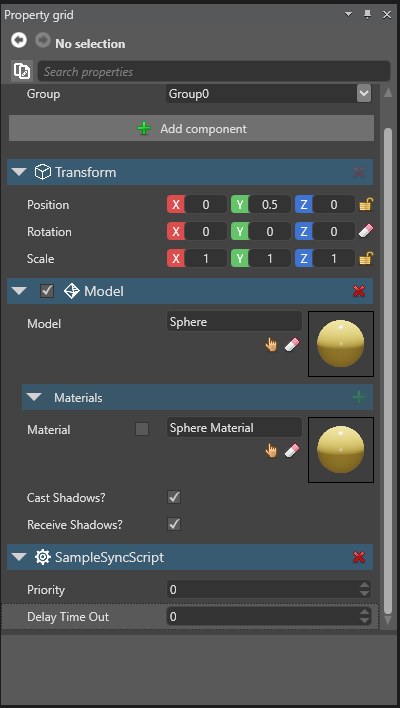 Property grid
No selection
Search properties
Group Group0
Add component
Transform
Position X 0 Y 0.5 Z 0
Rotation X 0 Y 0 Z 0
Scale X 1 Y 1 Z 1
Model
Model Sphere
Materials
Material Sphere Material
Cast Shadows?
Receive Shadows?
SampleSyncScript
Priority 0
Delay Time Out 0